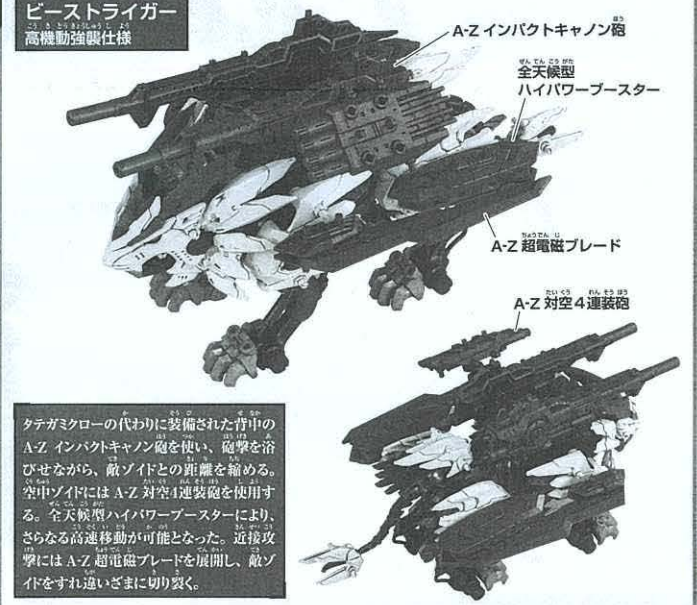 ビーストライガー
高機動強襲仕様
A-Z インパクトキャノン砲
全天候型
ハイパワーブースター
A-Z 超電磁ブレード
A-Z 対空4連装砲
タテガミクローの代わりに装備された背中の
A-Z インパクトキャノン砲を使い、砲撃を浴
びせながら、敵ゾイドとの距離を縮める。
空中ゾイドには A-Z 対空4連装砲を使用す
る。全天候型ハイパワーブースターにより、
さらなる高速移動が可能となった。近接攻
撃には A-Z 超電磁ブレードを展開し、敵ゾ
イドをすれ違いざまに切り裂く。